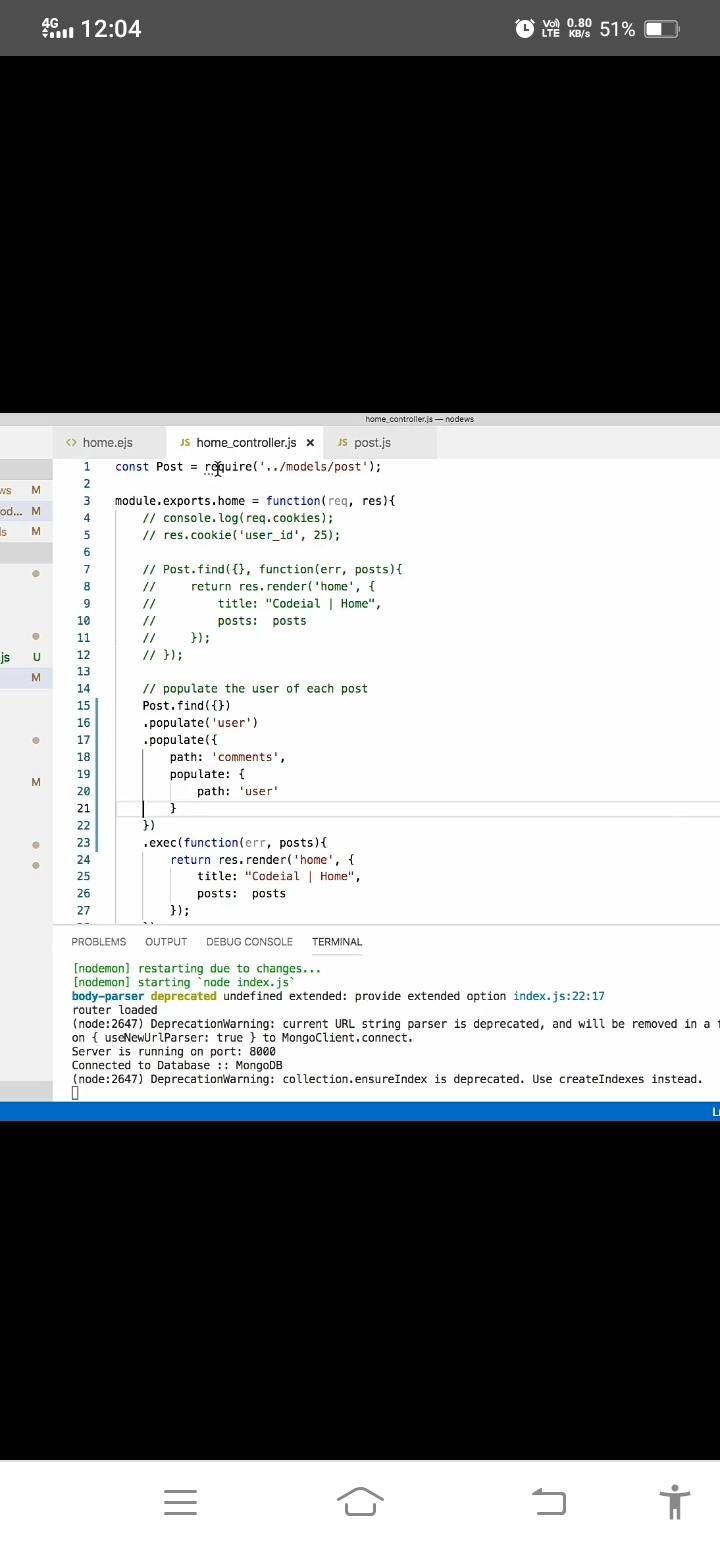 4G 12:04 Vo) LTE 0.80 KB/s 51%
home_controller.js — nodews
home.ejs JS home_controller.js × JS post.js
ws M
od... M
ls M
js U
M
M
1 const Post = require('../models/post');
2
3 module.exports.home = function(req, res){
4 // console.log(req.cookies);
5 // res.cookie('user_id', 25);
6
7 // Post.find({}, function(err, posts){
8 // return res.render('home', {
9 // title: "Codeial | Home",
10 // posts: posts
11 // });
12 // });
13
14 // populate the user of each post
15 Post.find({})
16 .populate('user')
17 .populate({
18 path: 'comments',
19 populate: {
20 path: 'user'
21 }
22 })
23 .exec(function(err, posts){
24 return res.render('home', {
25 title: "Codeial | Home",
26 posts: posts
27 });
PROBLEMS OUTPUT DEBUG CONSOLE TERMINAL
[nodemon] restarting due to changes...
[nodemon] starting `node index.js`
body-parser deprecated undefined extended: provide extended option index.js:22:17
router loaded
(node:2647) DeprecationWarning: current URL string parser is deprecated, and will be removed in a f
on { useNewUrlParser: true } to MongoClient.connect.
Server is running on port: 8000
Connected to Database :: MongoDB
(node:2647) DeprecationWarning: collection.ensureIndex is deprecated. Use createIndexes instead.